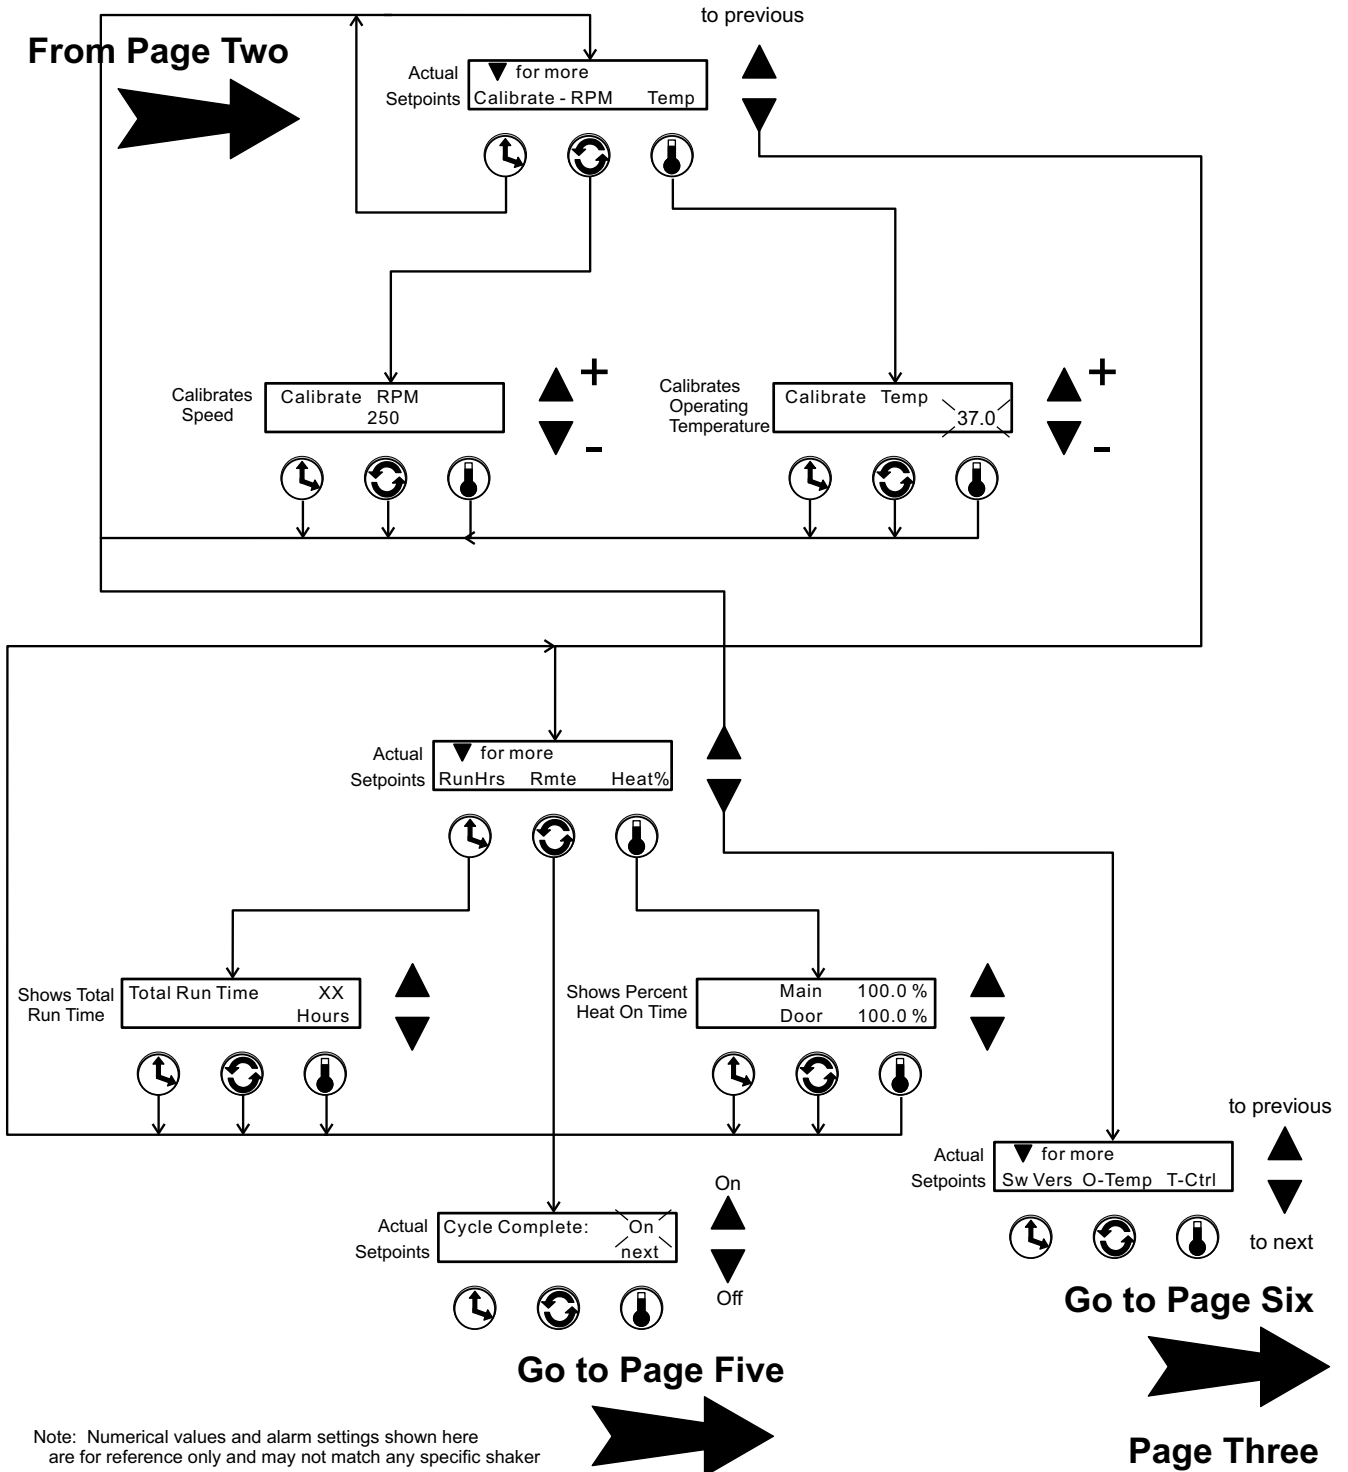 to previous
From Page Two
Actual
Setpoints
▼ for more
Calibrate - RPM Temp
Calibrates
Speed
Calibrate RPM
250
+
-
Calibrates
Operating
Temperature
Calibrate Temp
37.0
+
-
Actual
Setpoints
▼ for more
RunHrs Rmte Heat%
Shows Total
Run Time
Total Run Time XX
Hours
Shows Percent
Heat On Time
Main 100.0 %
Door 100.0 %
to previous
Actual
Setpoints
▼ for more
Sw Vers O-Temp T-Ctrl
to next
Go to Page Six
On
Actual
Setpoints
Cycle Complete: On
next
Off
Go to Page Five
Note: Numerical values and alarm settings shown here
are for reference only and may not match any specific shaker
Page Three